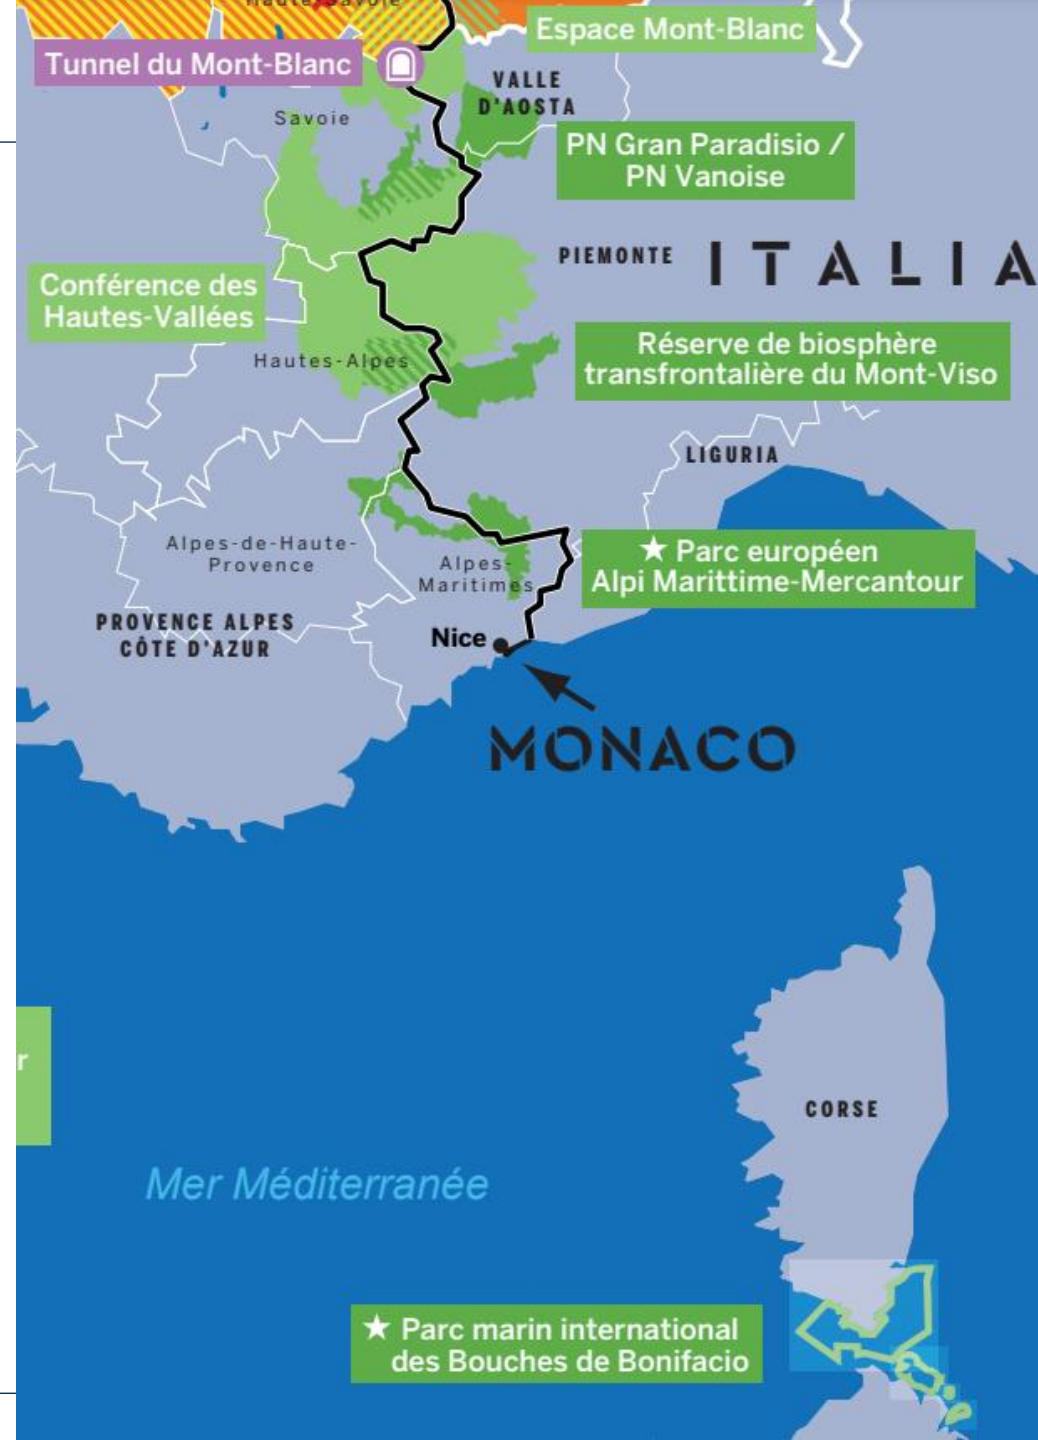 Haute-Savoie
Espace Mont-Blanc
Tunnel du Mont-Blanc
VALLE
D'AOSTA
Savoie
PN Gran Paradisio /
PN Vanoise
PIEMONTE
ITALIA
Conférence des
Hautes-Vallées
Réserve de biosphère
transfrontalière du Mont-Viso
Hautes-Alpes
LIGURIA
Alpes-de-Haute-
Provence
Alpes-
Maritimes
★ Parc européen
Alpi Marittime-Mercantour
PROVENCE ALPES
CÔTE D'AZUR
Nice
MONACO
r
CORSE
Mer Méditerranée
★ Parc marin international
des Bouches de Bonifacio